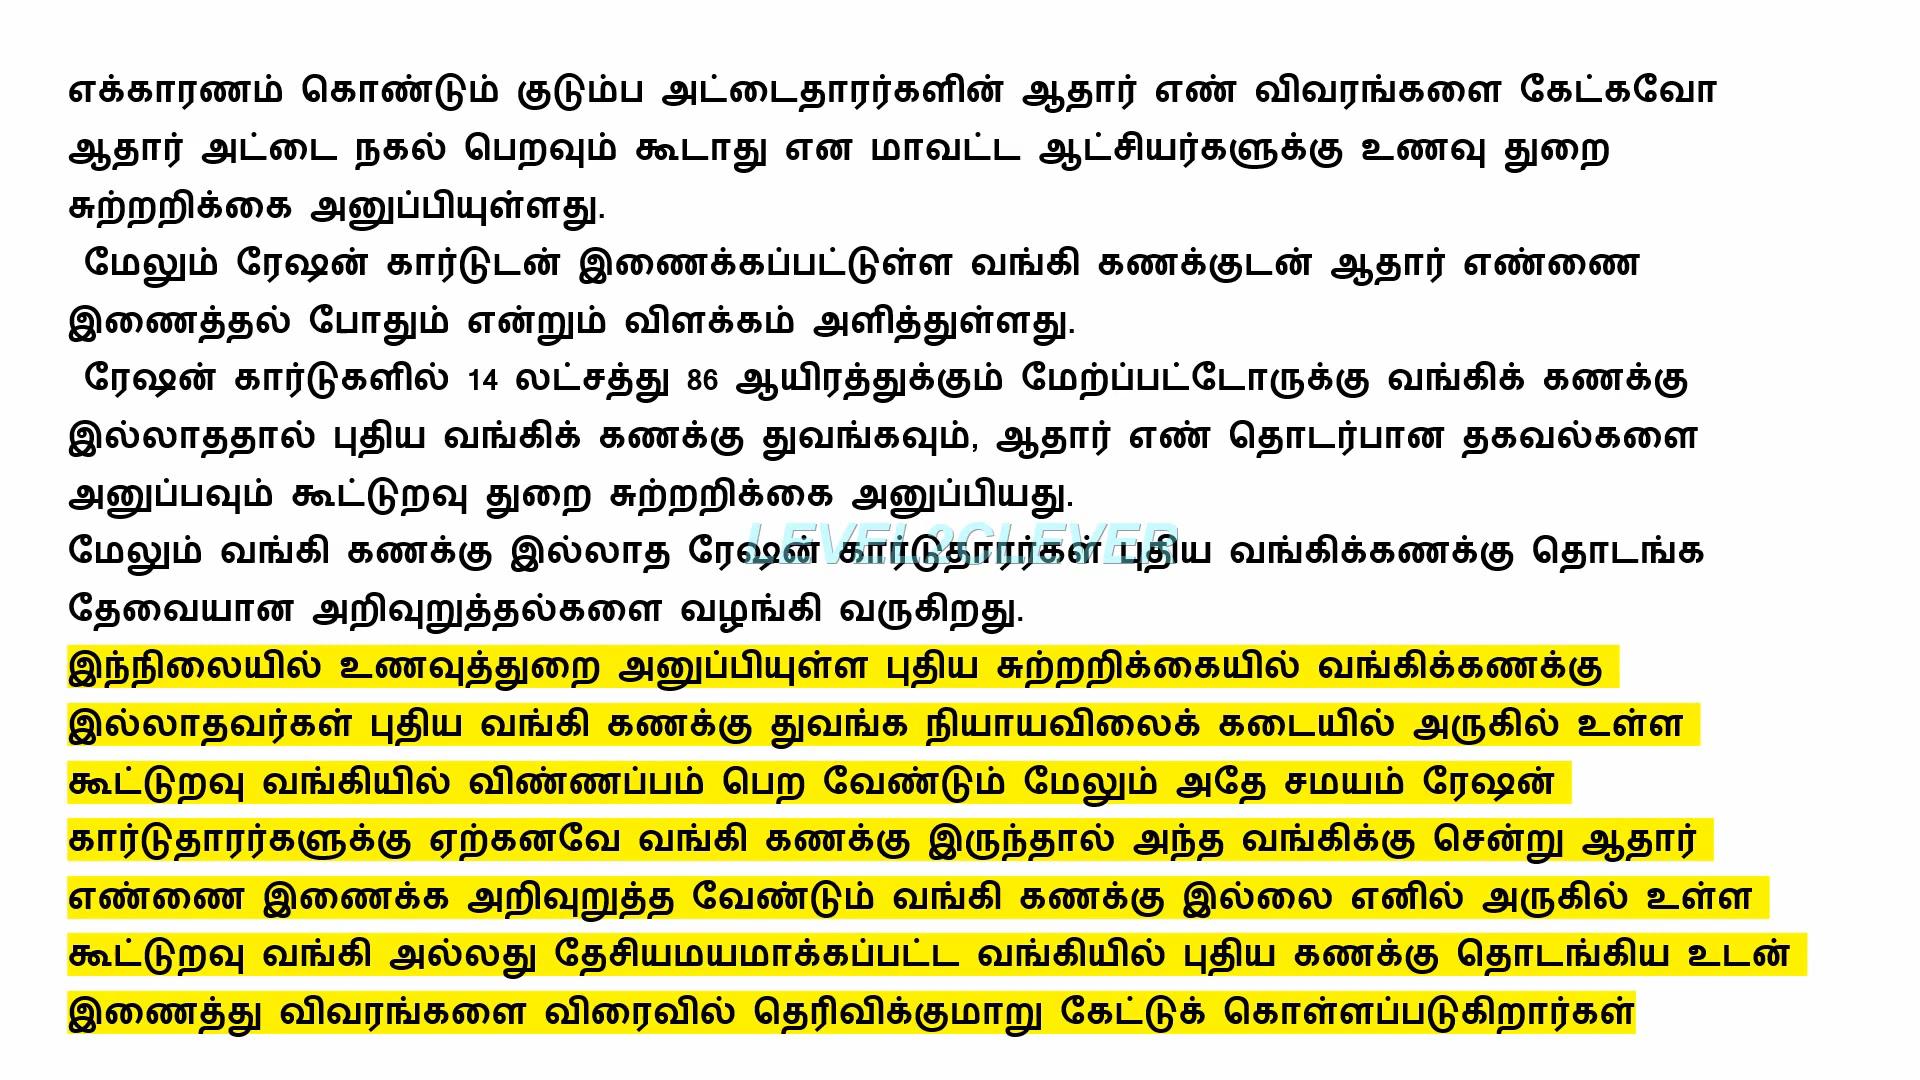 எக்காரணம் கொண்டும் குடும்ப அட்டைதாரர்களின் ஆதார் எண் விவரங்களை கேட்கவோ
ஆதார் அட்டை நகல் பெறவும் கூடாது என மாவட்ட ஆட்சியர்களுக்கு உணவு துறை
சுற்றறிக்கை அனுப்பியுள்ளது.
மேலும் ரேஷன் கார்டுடன் இணைக்கப்பட்டுள்ள வங்கி கணக்குடன் ஆதார் எண்ணை
இணைத்தல் போதும் என்றும் விளக்கம் அளித்துள்ளது.
ரேஷன் கார்டுகளில் 14 லட்சத்து 86 ஆயிரத்துக்கும் மேற்ப்பட்டோருக்கு வங்கிக் கணக்கு
இல்லாததால் புதிய வங்கிக் கணக்கு துவங்கவும், ஆதார் எண் தொடர்பான தகவல்களை
அனுப்பவும் கூட்டுறவு துறை சுற்றறிக்கை அனுப்பியது.
மேலும் வங்கி கணக்கு இல்லாத ரேஷன் கார்டுதாரர்கள் புதிய வங்கிக்கணக்கு தொடங்க
LEVEL2CLEVER
தேவையான அறிவுறுத்தல்களை வழங்கி வருகிறது.
இந்நிலையில் உணவுத்துறை அனுப்பியுள்ள புதிய சுற்றறிக்கையில் வங்கிக்கணக்கு
இல்லாதவர்கள் புதிய வங்கி கணக்கு துவங்க நியாயவிலைக் கடையில் அருகில் உள்ள
கூட்டுறவு வங்கியில் விண்ணப்பம் பெற வேண்டும் மேலும் அதே சமயம் ரேஷன்
கார்டுதாரர்களுக்கு ஏற்கனவே வங்கி கணக்கு இருந்தால் அந்த வங்கிக்கு சென்று ஆதார்
எண்ணை இணைக்க அறிவுறுத்த வேண்டும் வங்கி கணக்கு இல்லை எனில் அருகில் உள்ள
கூட்டுறவு வங்கி அல்லது தேசியமயமாக்கப்பட்ட வங்கியில் புதிய கணக்கு தொடங்கிய உடன்
இணைத்து விவரங்களை விரைவில் தெரிவிக்குமாறு கேட்டுக் கொள்ளப்படுகிறார்கள்